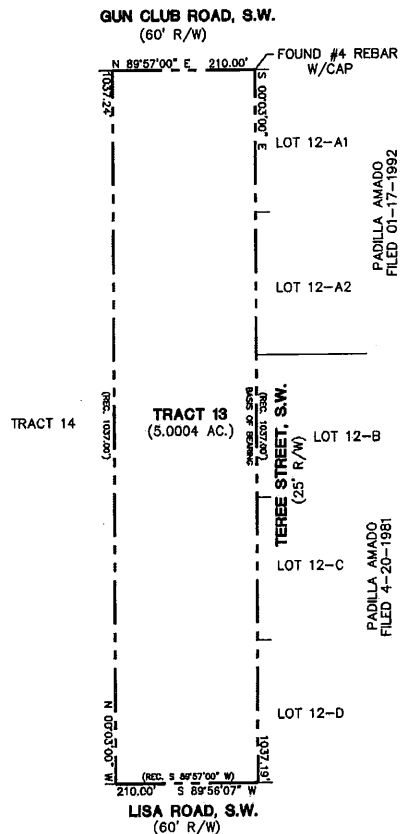 GUN CLUB ROAD, S.W.
(60' R/W)
N 89°57'00" E 210.00'
FOUND #4 REBAR
W/CAP
1037.24'
S 00°03'00" E
LOT 12-A1
PADILLA AMADO
FILED 01-17-1992
LOT 12-A2
TRACT 14
(REC. 1037.00')
TRACT 13
(5.0004 AC.)
(REC. 1037.00')
BASIS OF BEARING
TEREE STREET, S.W.
(25' R/W)
LOT 12-B
LOT 12-C
PADILLA AMADO
FILED 4-20-1981
N 00°03'00" W
LOT 12-D
1037.19'
(REC. S 89°57'00" W)
210.00' S 89°56'07" W
LISA ROAD, S.W.
(60' R/W)